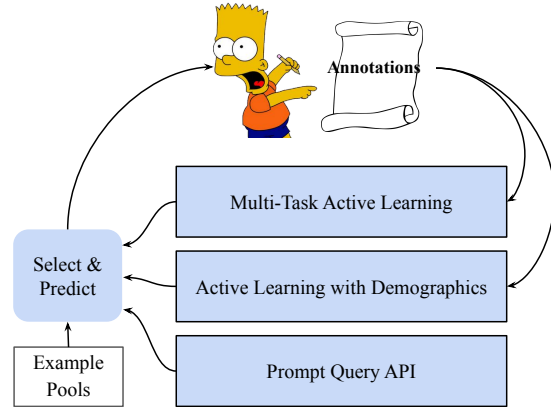 Annotations
Multi-Task Active Learning
Select &
Predict
Active Learning with Demographics
Example
Pools
Prompt Query API